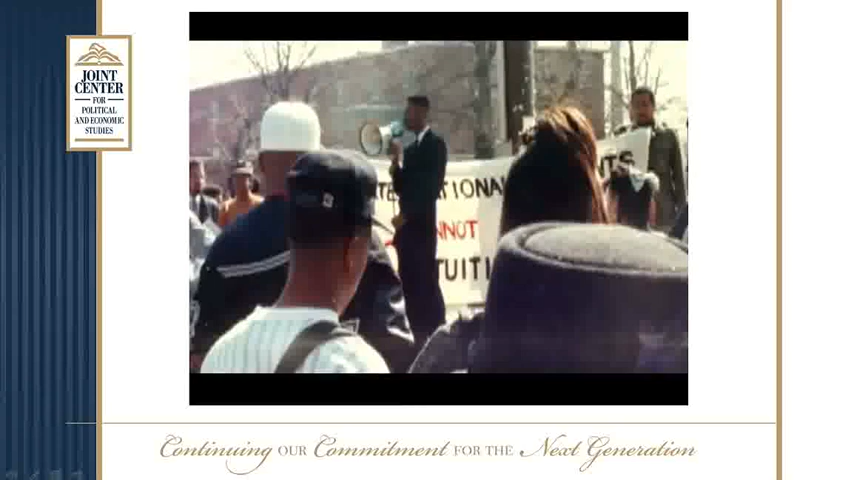 JOINT
CENTER
FOR
POLITICAL
AND ECONOMIC
STUDIES
Continuing OUR Commitment FOR THE Next Generation